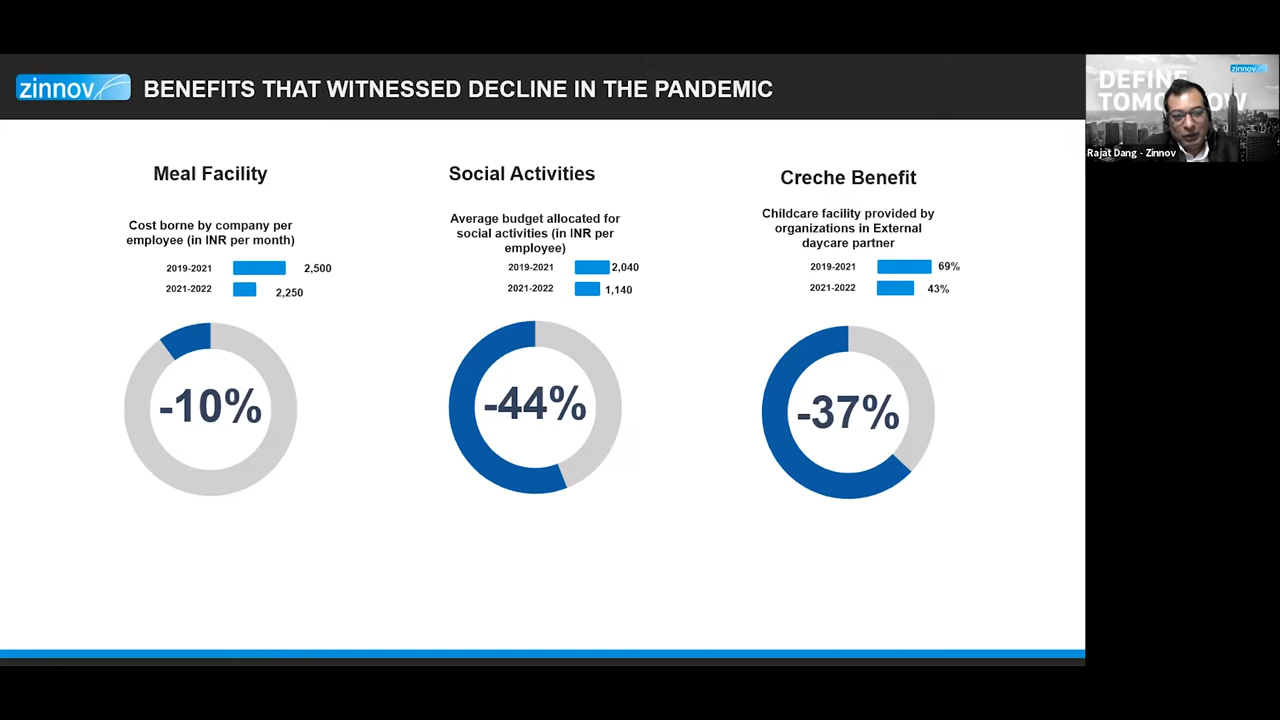 zinnov
BENEFITS THAT WITNESSED DECLINE IN THE PANDEMIC
Meal Facility
Cost borne by company per
employee (in INR per month)
2019-2021 2,500
2021-2022 2,250
-10%
Social Activities
Average budget allocated for
social activities (in INR per
employee)
2019-2021 2,040
2021-2022 1,140
-44%
Creche Benefit
Childcare facility provided by
organizations in External
daycare partner
2019-2021 69%
2021-2022 43%
-37%
zinnov
DEFINE
TOMOROW
Rajat Dang - Zinnov